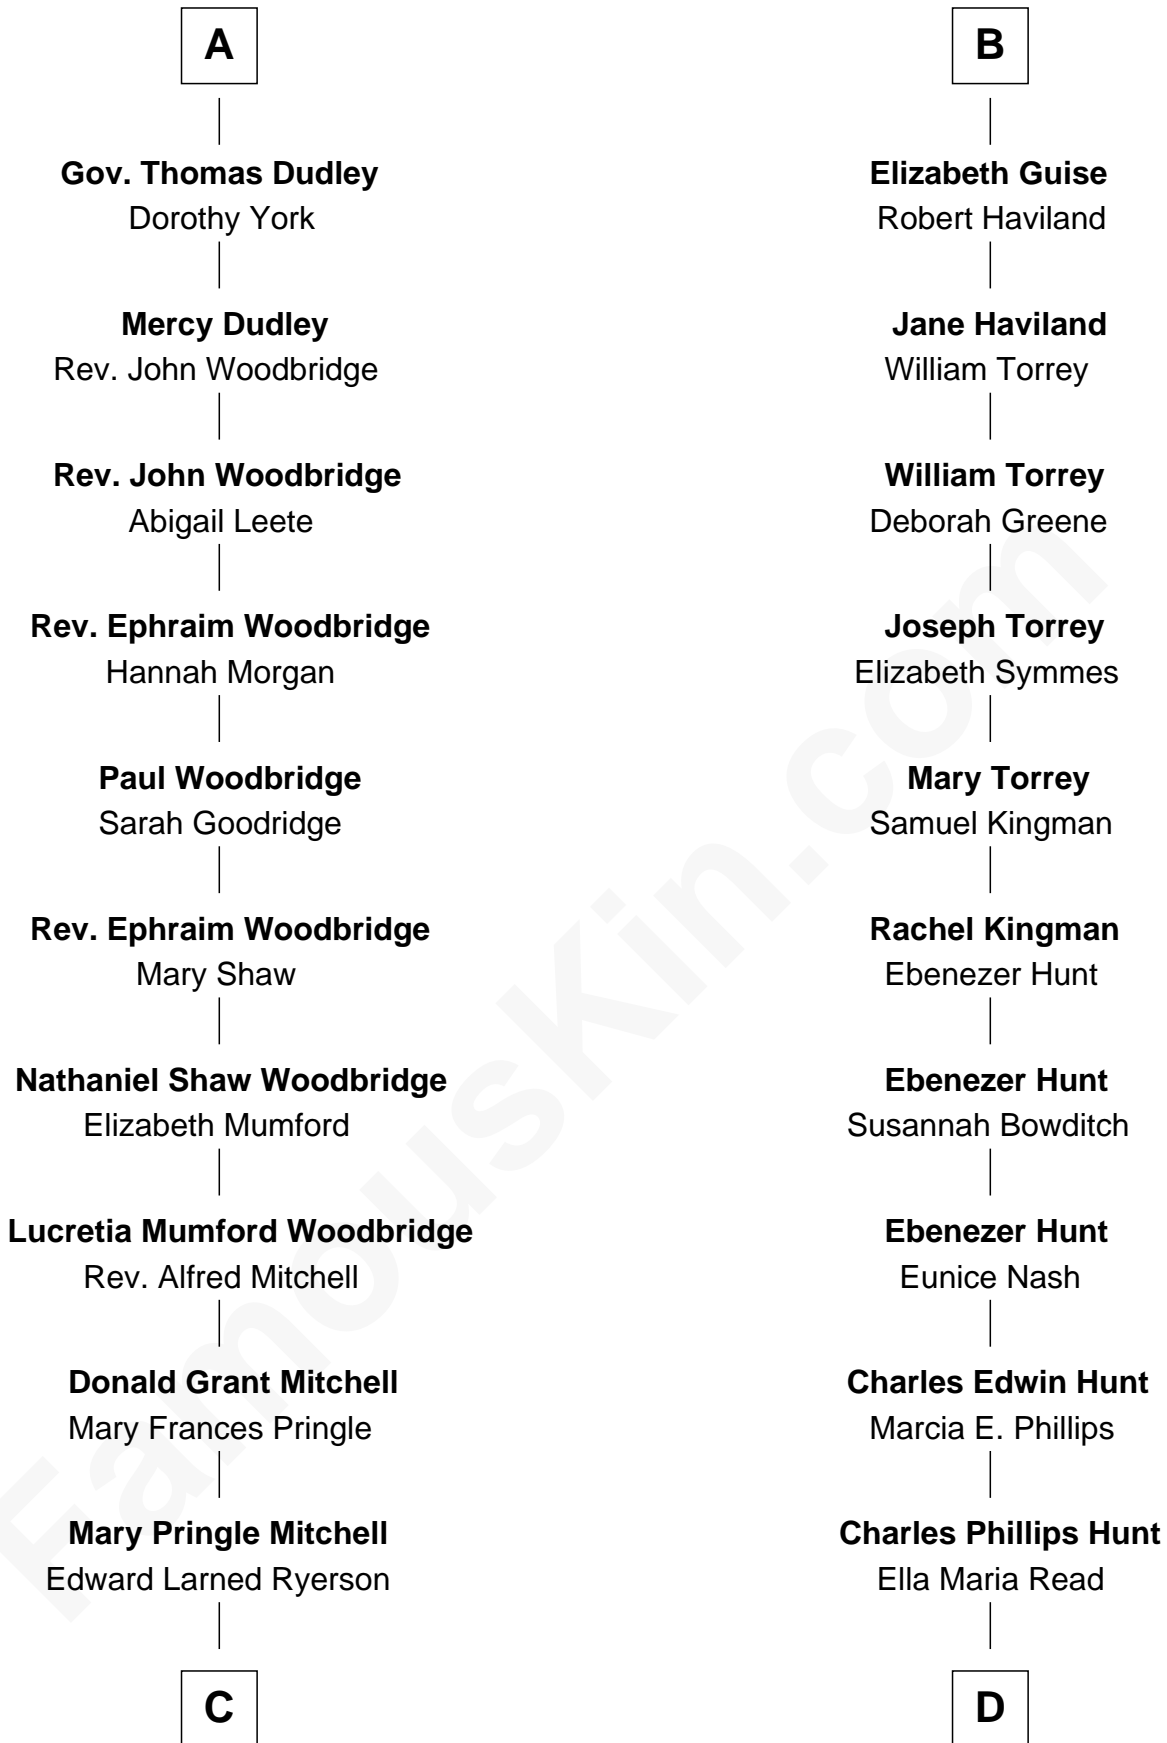 A
Gov. Thomas Dudley
Dorothy York
Mercy Dudley
Rev. John Woodbridge
Rev. John Woodbridge
Abigail Leete
Rev. Ephraim Woodbridge
Hannah Morgan
Paul Woodbridge
Sarah Goodridge
Rev. Ephraim Woodbridge
Mary Shaw
Nathaniel Shaw Woodbridge
Elizabeth Mumford
Lucretia Mumford Woodbridge
Rev. Alfred Mitchell
Donald Grant Mitchell
Mary Frances Pringle
Mary Pringle Mitchell
Edward Larned Ryerson
C
B
Elizabeth Guise
Robert Haviland
Jane Haviland
William Torrey
William Torrey
Deborah Greene
Joseph Torrey
Elizabeth Symmes
Mary Torrey
Samuel Kingman
Rachel Kingman
Ebenezer Hunt
Ebenezer Hunt
Susannah Bowditch
Ebenezer Hunt
Eunice Nash
Charles Edwin Hunt
Marcia E. Phillips
Charles Phillips Hunt
Ella Maria Read
D
FamousKin.com